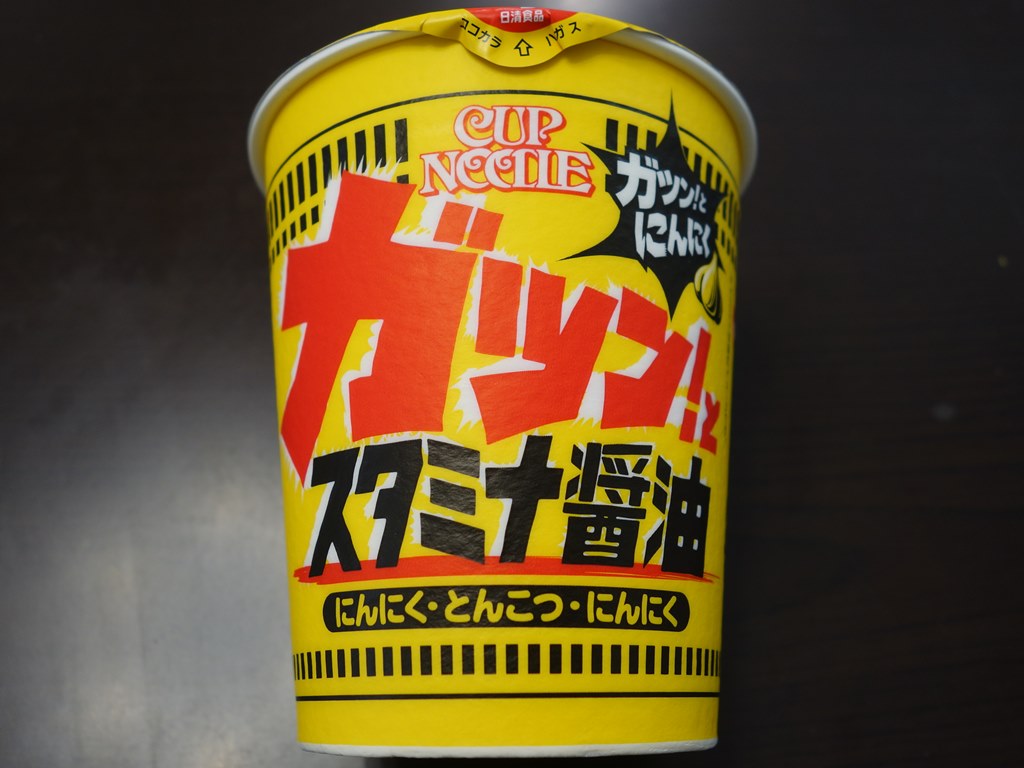 日清食品
ココカラ ハガス
CUP
NOODLE
ガツン!と
にんにく
ガツン!と
スタミナ醤油
にんにく・とんこつ・にんにく